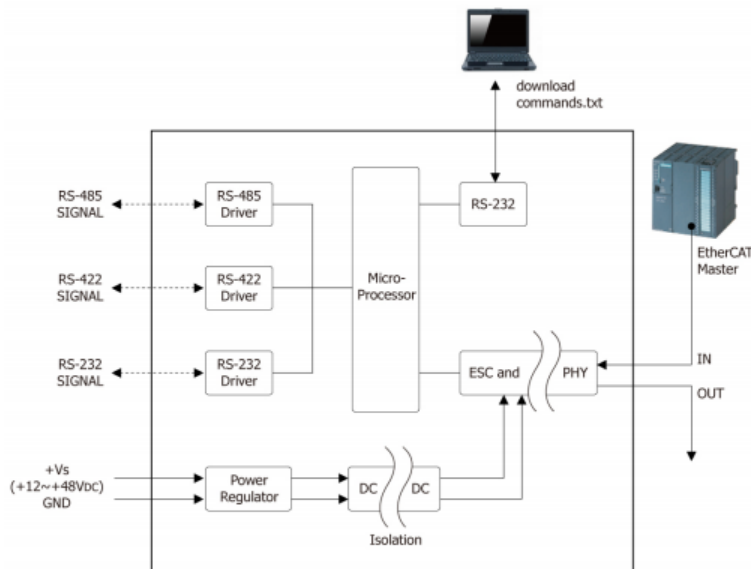 download
commands.txt
RS-485
SIGNAL
RS-485
Driver
RS-232
EtherCAT
Master
RS-422
SIGNAL
RS-422
Driver
Micro-
Processor
RS-232
SIGNAL
RS-232
Driver
ESC and
PHY
IN
OUT
+Vs
(+12~+48VDC)
GND
Power
Regulator
DC
DC
Isolation